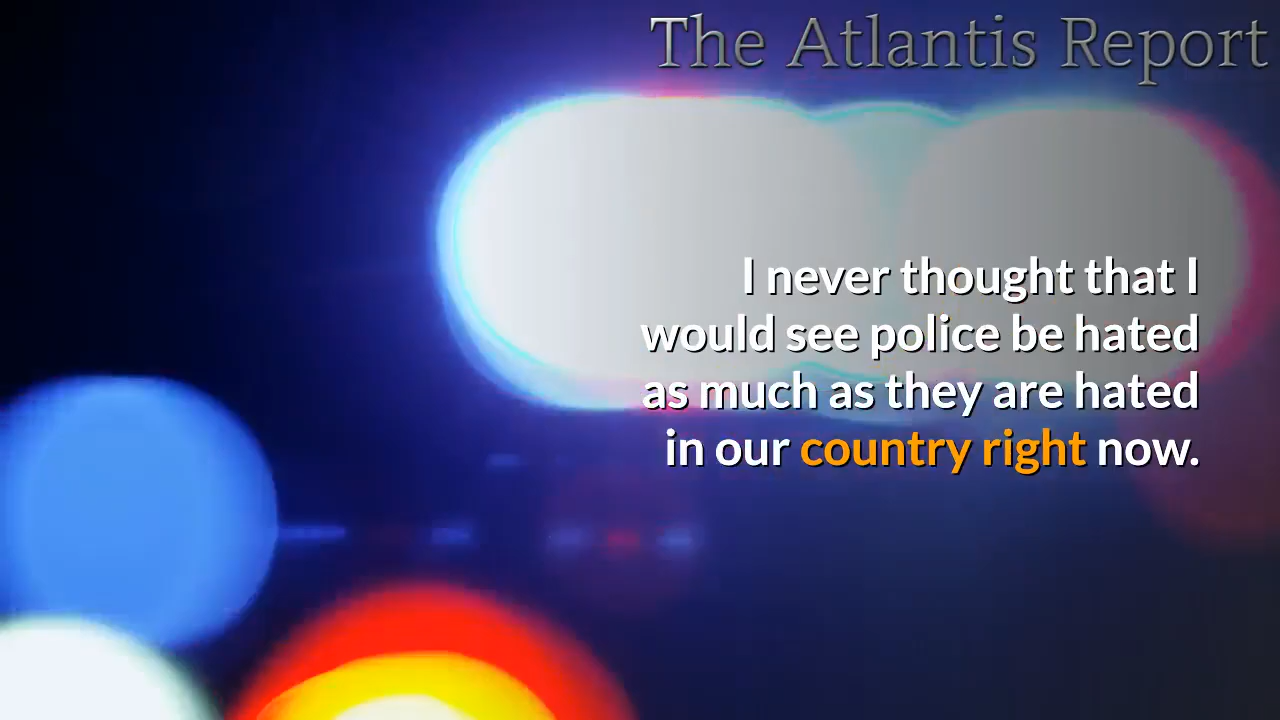 The Atlantis Report
I never thought that I
would see police be hated
as much as they are hated
in our country right now.